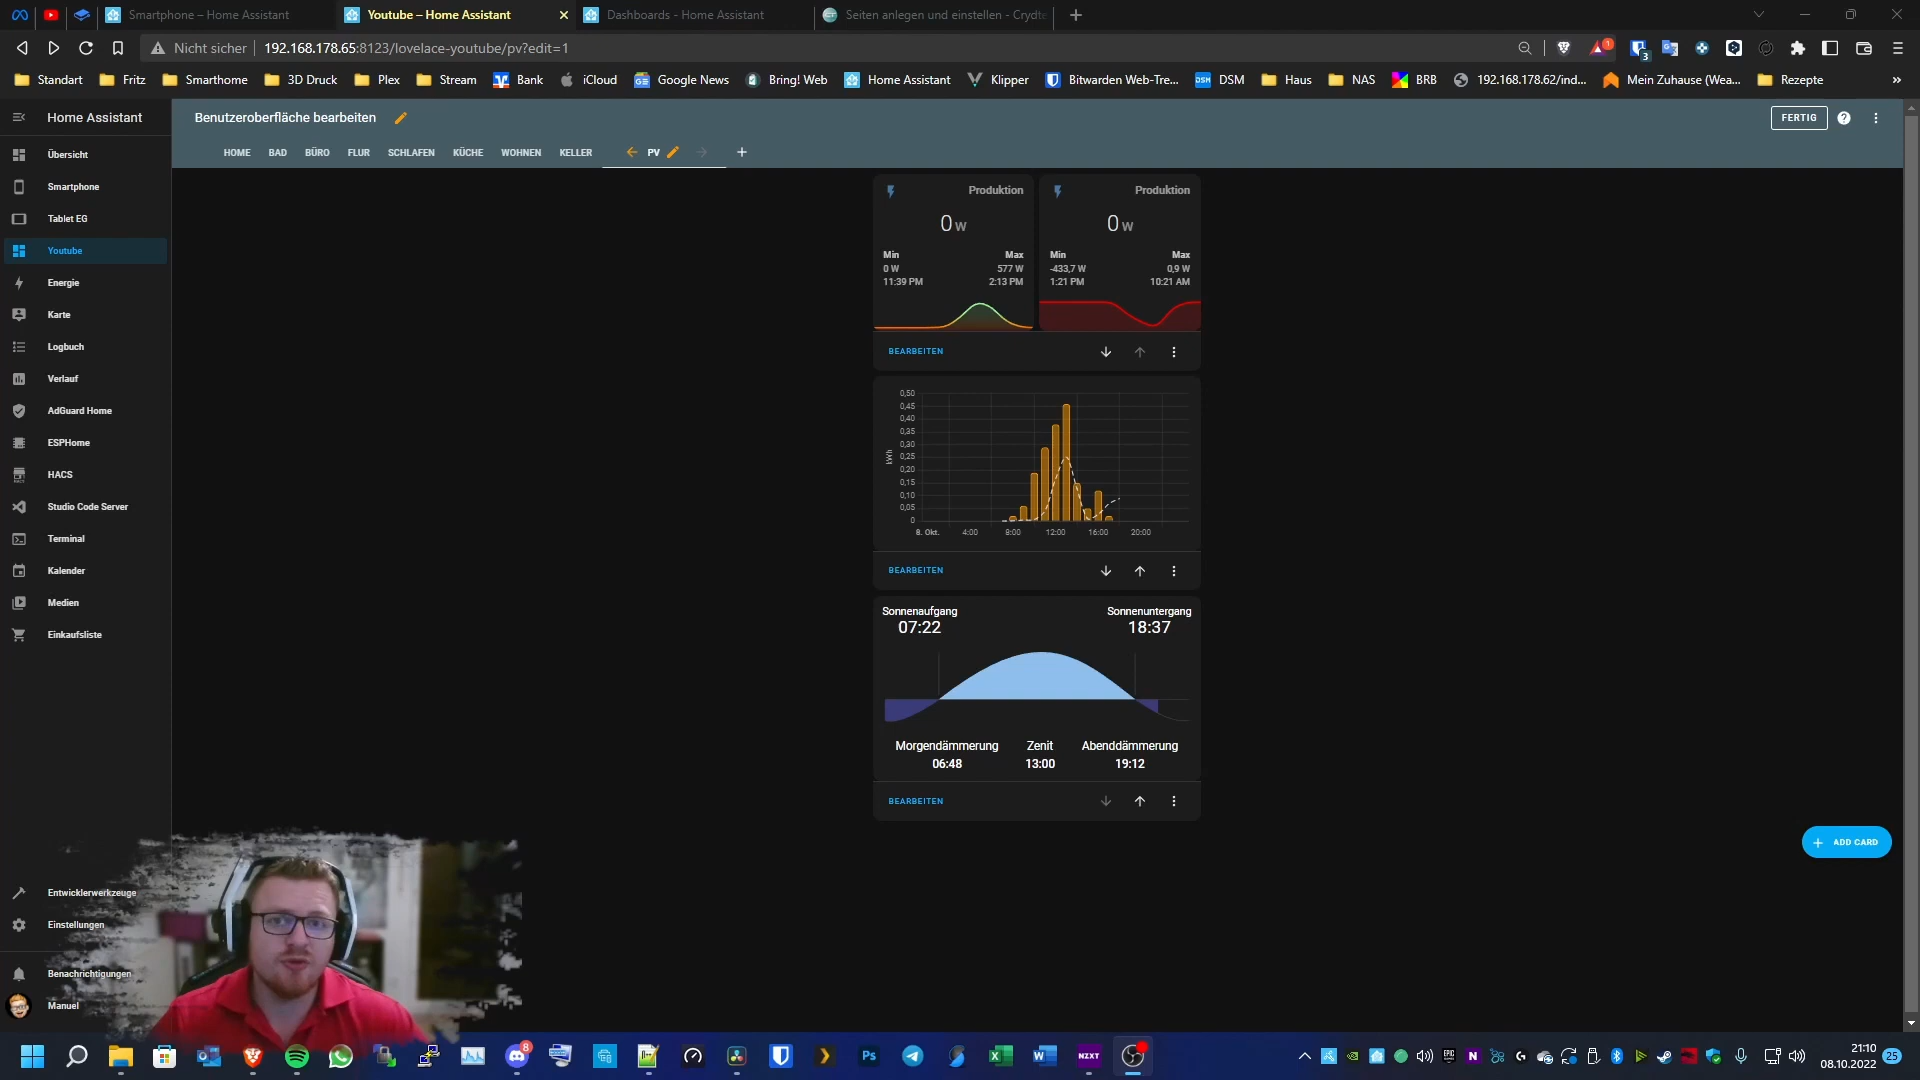 Smartphone – Home Assistant
Youtube – Home Assistant
Dashboards - Home Assistant
Seiten anlegen und einstellen - Crydte
Nicht sicher
192.168.178.65:8123/lovelace-youtube/pv?edit=1
1
3
Standart
Fritz
Smarthome
3D Druck
Plex
Stream
Bank
iCloud
Google News
Bring! Web
Home Assistant
Klipper
Bitwarden Web-Tre...
DSM
DSM
Haus
NAS
BRB
192.168.178.62/ind...
Mein Zuhause (Wea...
Rezepte
»
Home Assistant
Benutzeroberfläche bearbeiten
FERTIG
HOME
BAD
BÜRO
FLUR
SCHLAFEN
KÜCHE
WOHNEN
KELLER
PV
Übersicht
Smartphone
Tablet EG
Youtube
Energie
Karte
Logbuch
Verlauf
AdGuard Home
ESPHome
HACS
Studio Code Server
Terminal
Kalender
Medien
Einkaufsliste
Entwicklerwerkzeuge
Einstellungen
Benachrichtigungen
Manuel
Produktion
0 W
Min
Max
0 W
577 W
11:39 PM
2:13 PM
Produktion
0 W
Min
Max
-433,7 W
0,9 W
1:21 PM
10:21 AM
BEARBEITEN
kWh
0,50
0,45
0,40
0,35
0,30
0,25
0,20
0,15
0,10
0,05
0
8. Okt.
4:00
8:00
12:00
16:00
20:00
BEARBEITEN
Sonnenaufgang
Sonnenuntergang
07:22
18:37
Morgendämmerung
Zenit
Abenddämmerung
06:48
13:00
19:12
BEARBEITEN
ADD CARD
8
Ps
NZXT
21:10
08.10.2022
25